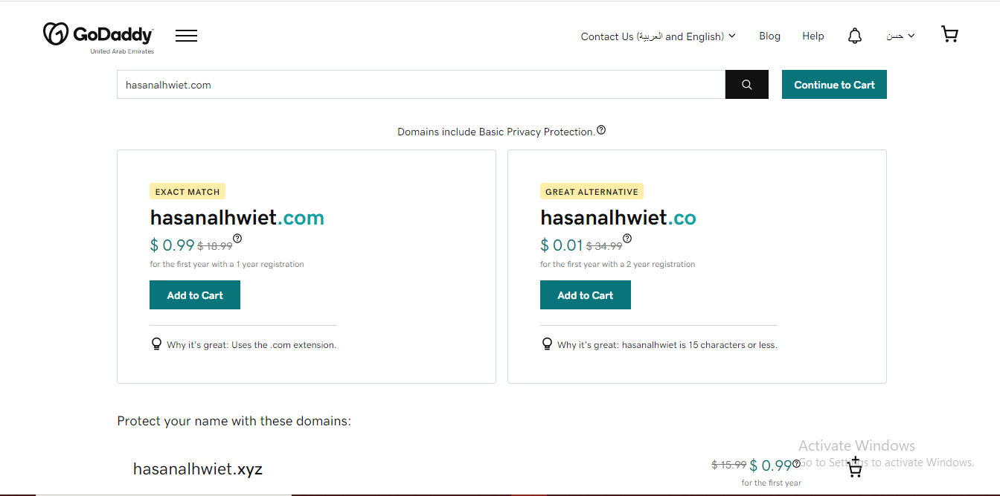 GoDaddy
United Arab Emirates
Contact Us (العربية and English)
Blog
Help
حسن
hasanalhwiet.com
Continue to Cart
Domains include Basic Privacy Protection.
EXACT MATCH
hasanalhwiet.com
$ 0.99 $ 18.99
for the first year with a 1 year registration
Add to Cart
Why it's great: Uses the .com extension.
GREAT ALTERNATIVE
hasanalhwiet.co
$ 0.01 $ 34.99
for the first year with a 2 year registration
Add to Cart
Why it's great: hasanalhwiet is 15 characters or less.
Protect your name with these domains:
hasanalhwiet.xyz
$ 15.99 $ 0.99
for the first year
Activate Windows
Go to Settings to activate Windows.